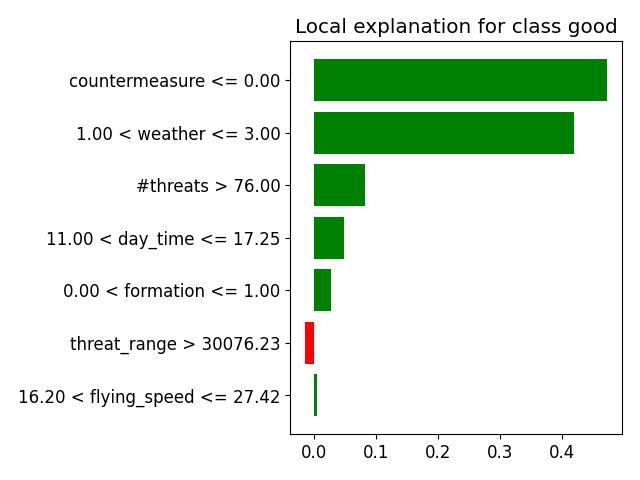 Local explanation for class good
countermeasure <= 0.00
1.00 < weather <= 3.00
#threats > 76.00
11.00 < day_time <= 17.25
0.00 < formation <= 1.00
threat_range > 30076.23
16.20 < flying_speed <= 27.42
0.0 0.1 0.2 0.3 0.4